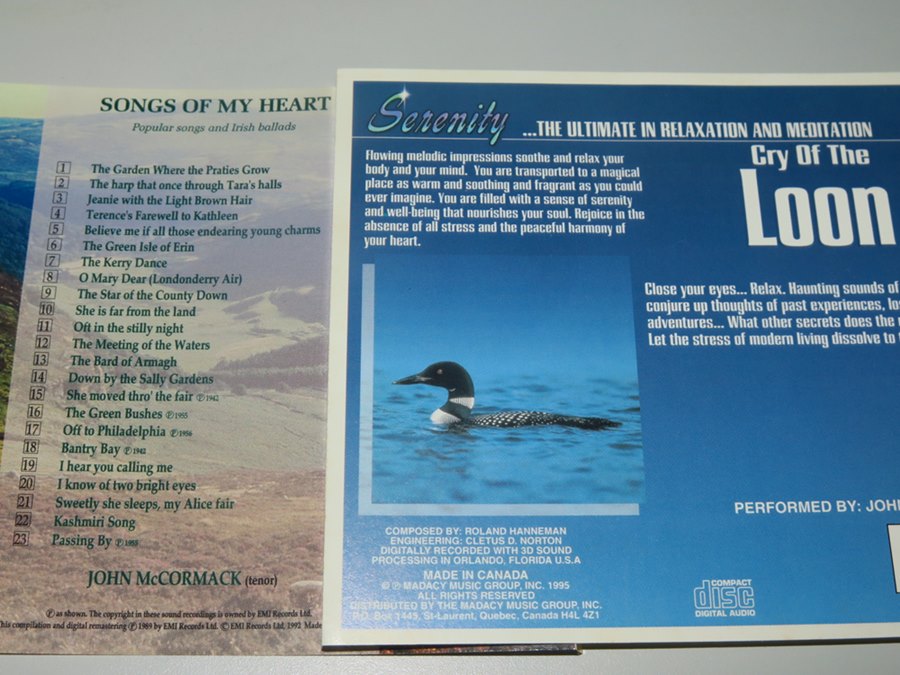 SONGS OF MY HEART
Popular songs and Irish ballads
1 The Garden Where the Praties Grow
2 The harp that once through Tara's halls
3 Jeanie with the Light Brown Hair
4 Terence's Farewell to Kathleen
5 Believe me if all those endearing young charms
6 The Green Isle of Erin
7 The Kerry Dance
8 O Mary Dear (Londonderry Air)
9 The Star of the County Down
10 She is far from the land
11 Oft in the stilly night
12 The Meeting of the Waters
13 The Bard of Armagh
14 Down by the Sally Gardens
15 She moved thro' the fair ℗1942
16 The Green Bushes ℗1955
17 Off to Philadelphia ℗1956
18 Bantry Bay ℗1942
19 I hear you calling me
20 I know of two bright eyes
21 Sweetly she sleeps, my Alice fair
22 Kashmiri Song
23 Passing By ℗1955
JOHN McCORMACK (tenor)
℗ as shown. The copyright in these sound recordings is owned by EMI Records Ltd.
This compilation and digital remastering ℗ 1989 by EMI Records Ltd. © EMI Records Ltd. 1992 Made
Serenity ...THE ULTIMATE IN RELAXATION AND MEDITATION
Flowing melodic impressions soothe and relax your
body and your mind. You are transported to a magical
place as warm and soothing and fragrant as you could
ever imagine. You are filled with a sense of serenity
and well-being that nourishes your soul. Rejoice in the
absence of all stress and the peaceful harmony of
your heart.
Cry Of The
Loon
Close your eyes... Relax. Haunting sounds of
conjure up thoughts of past experiences, lo
adventures... What other secrets does the
Let the stress of modern living dissolve to
PERFORMED BY: JOH
COMPOSED BY: ROLAND HANNEMAN
ENGINEERING: CLETUS D. NORTON
DIGITALLY RECORDED WITH 3D SOUND
PROCESSING IN ORLANDO, FLORIDA U.S.A
MADE IN CANADA
© ℗ MADACY MUSIC GROUP, INC. 1995
ALL RIGHTS RESERVED
DISTRIBUTED BY THE MADACY MUSIC GROUP, INC.
P.O. Box 1445, St-Laurent, Quebec, Canada H4L 4Z1
COMPACT
disc
DIGITAL AUDIO